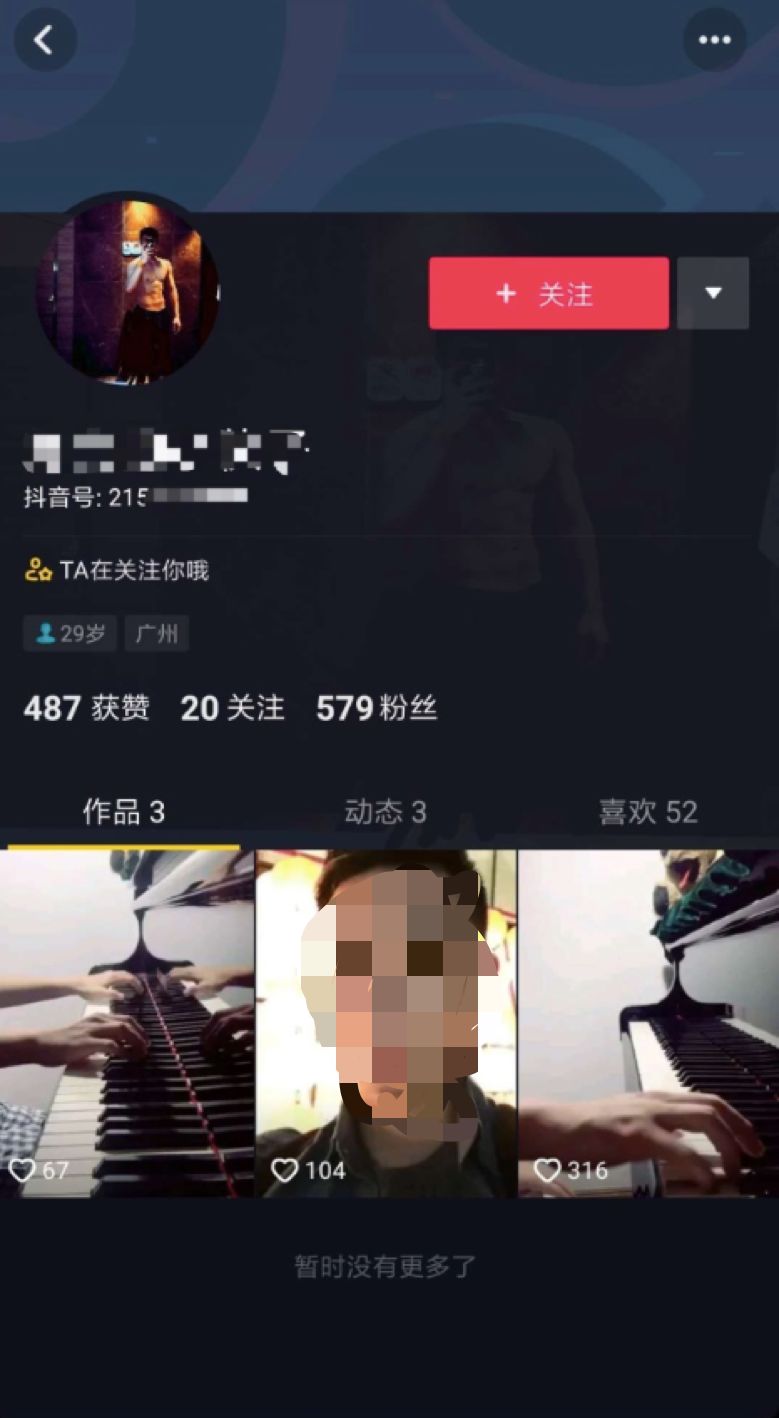 + 关注
抖音号: 215
TA在关注你哦
29岁 广州
487 获赞 20 关注 579 粉丝
作品 3 动态 3 喜欢 52
67 104 316
暂时没有更多了